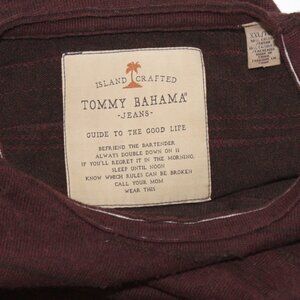 ISLAND CRAFTED
TOMMY BAHAMA
-JEANS-
GUIDE TO THE GOOD LIFE
BEFRIEND THE BARTENDER
ALWAYS DOUBLE DOWN ON 11
IF YOU'LL REGRET IT IN THE MORNING,
SLEEP UNTIL NOON
KNOW WHICH RULES CAN BE BROKEN
CALL YOUR MOM
WEAR THIS